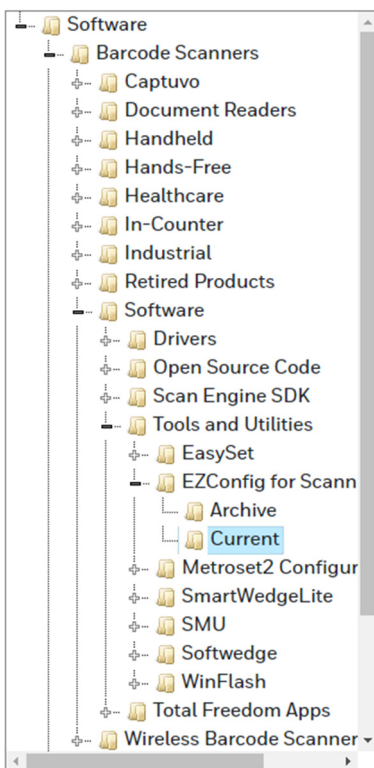 Software
Barcode Scanners
Captuvo
Document Readers
Handheld
Hands-Free
Healthcare
In-Counter
Industrial
Retired Products
Software
Drivers
Open Source Code
Scan Engine SDK
Tools and Utilities
EasySet
EZConfig for Scann
Archive
Current
Metroset2 Configur
SmartWedgeLite
SMU
Softwedge
WinFlash
Total Freedom Apps
Wireless Barcode Scanner